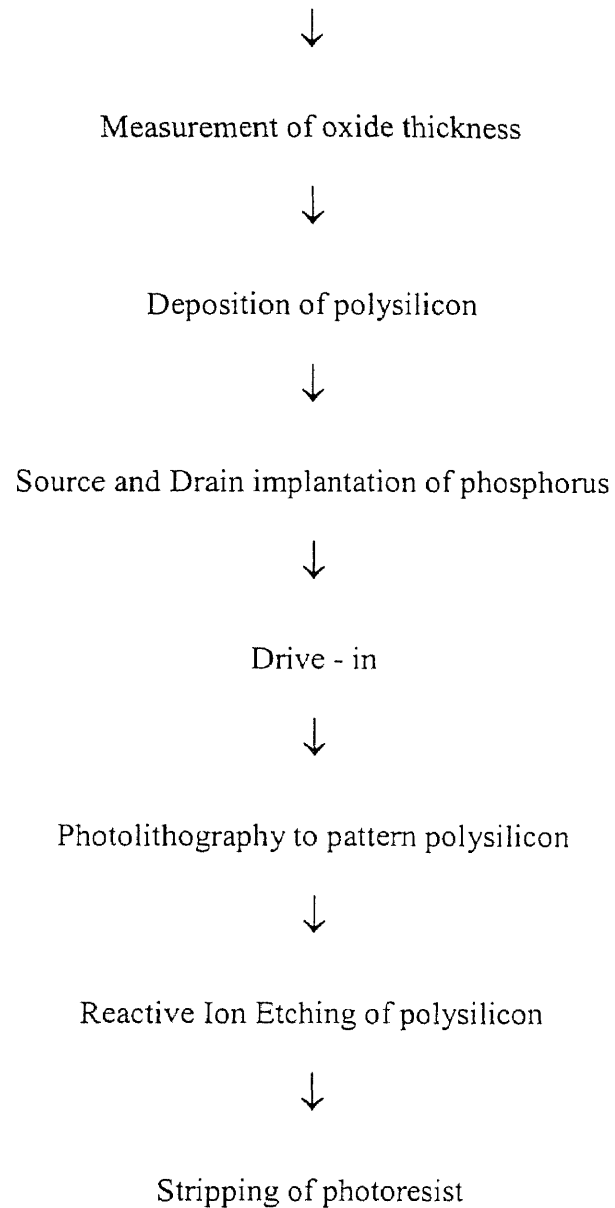 Measurement of oxide thickness
Deposition of polysilicon
Source and Drain implantation of phosphorus
Drive - in
Photolithography to pattern polysilicon
Reactive Ion Etching of polysilicon
Stripping of photoresist